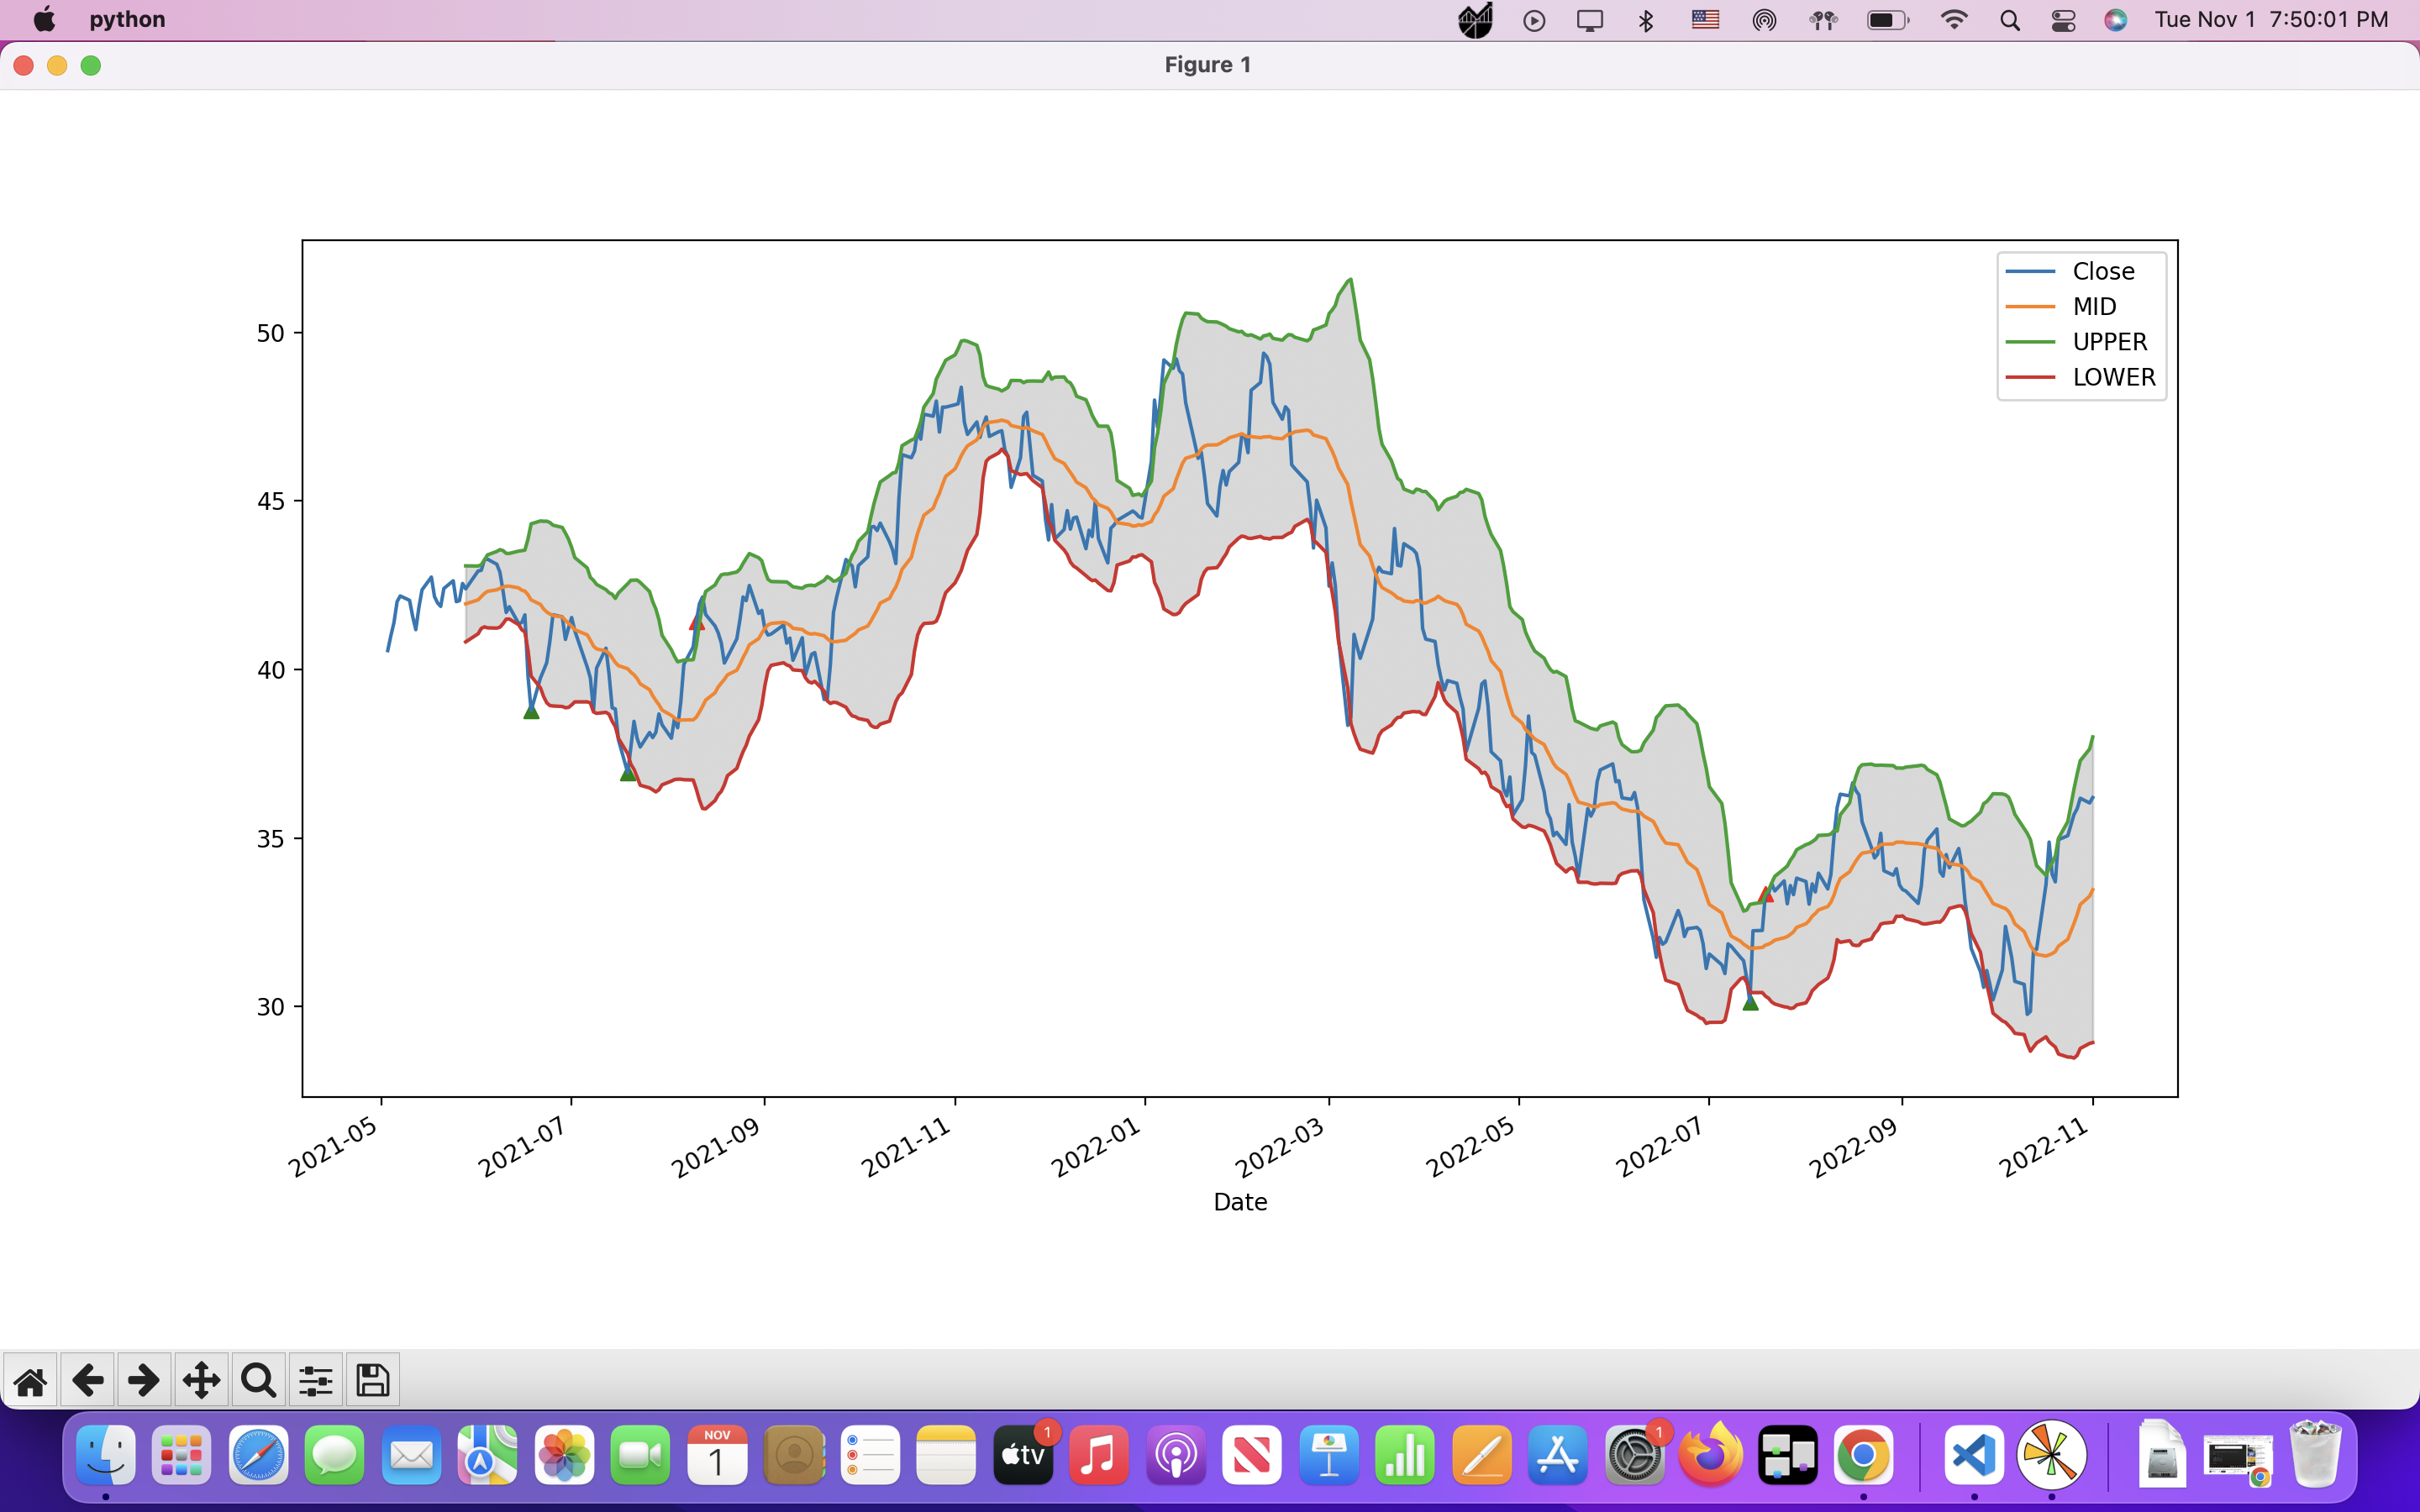 python
Tue Nov 1 7:50:01 PM
Figure 1
Close
MID
UPPER
LOWER
50
45
40
35
30
2021-05
2021-07
2021-09
2021-11
2022-01
2022-03
2022-05
2022-07
2022-09
2022-11
Date
NOV
1
tv
1
1